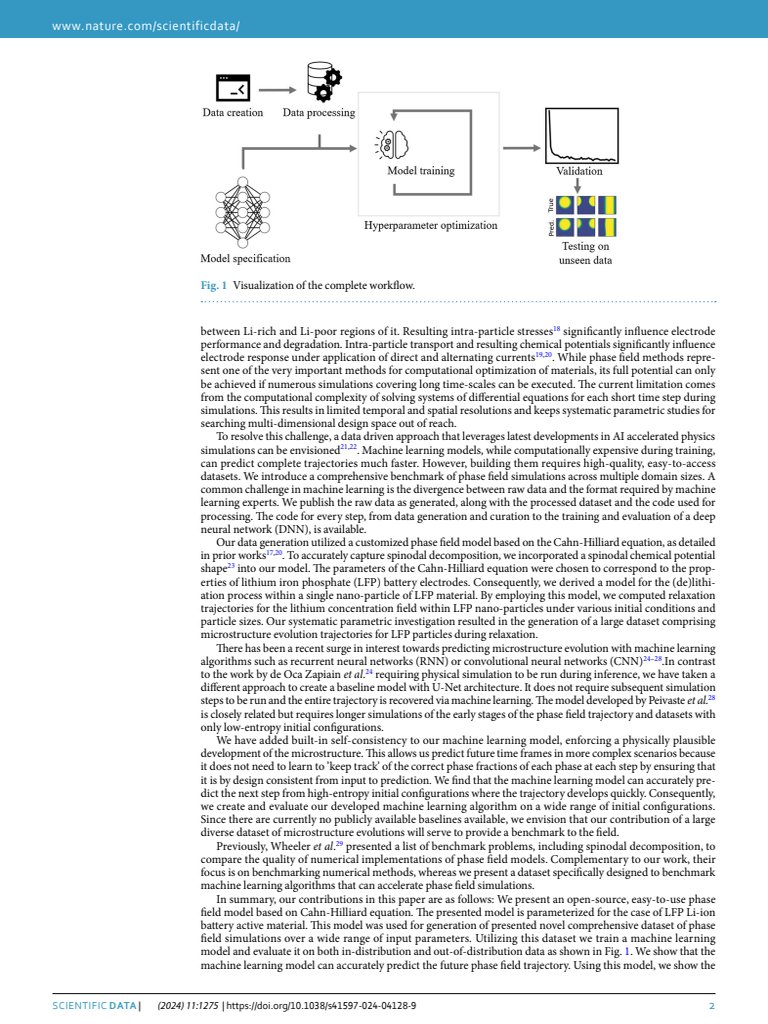 www.nature.com/scientificdata/
Data creation
Data processing
Model training
Hyperparameter optimization
Model specification
Validation
True
Pred.
Testing on
unseen data
Fig. 1 Visualization of the complete workflow.
between Li-rich and Li-poor regions of it. Resulting intra-particle stresses18 significantly influence electrode
performance and degradation. Intra-particle transport and resulting chemical potentials significantly influence
electrode response under application of direct and alternating currents19,20. While phase field methods repre-
sent one of the very important methods for computational optimization of materials, its full potential can only
be achieved if numerous simulations covering long time-scales can be executed. The current limitation comes
from the computational complexity of solving systems of differential equations for each short time step during
simulations. This results in limited temporal and spatial resolutions and keeps systematic parametric studies for
searching multi-dimensional design space out of reach.
To resolve this challenge, a data driven approach that leverages latest developments in AI accelerated physics
simulations can be envisioned21,22. Machine learning models, while computationally expensive during training,
can predict complete trajectories much faster. However, building them requires high-quality, easy-to-access
datasets. We introduce a comprehensive benchmark of phase field simulations across multiple domain sizes. A
common challenge in machine learning is the divergence between raw data and the format required by machine
learning experts. We publish the raw data as generated, along with the processed dataset and the code used for
processing. The code for every step, from data generation and curation to the training and evaluation of a deep
neural network (DNN), is available.
Our data generation utilized a customized phase field model based on the Cahn-Hilliard equation, as detailed
in prior works17,20. To accurately capture spinodal decomposition, we incorporated a spinodal chemical potential
shape23 into our model. The parameters of the Cahn-Hilliard equation were chosen to correspond to the prop-
erties of lithium iron phosphate (LFP) battery electrodes. Consequently, we derived a model for the (de)lithi-
ation process within a single nano-particle of LFP material. By employing this model, we computed relaxation
trajectories for the lithium concentration field within LFP nano-particles under various initial conditions and
particle sizes. Our systematic parametric investigation resulted in the generation of a large dataset comprising
microstructure evolution trajectories for LFP particles during relaxation.
There has been a recent surge in interest towards predicting microstructure evolution with machine learning
algorithms such as recurrent neural networks (RNN) or convolutional neural networks (CNN)24–28.In contrast
to the work by de Oca Zapiain et al.24 requiring physical simulation to be run during inference, we have taken a
different approach to create a baseline model with U-Net architecture. It does not require subsequent simulation
steps to be run and the entire trajectory is recovered via machine learning. The model developed by Peivaste et al.28
is closely related but requires longer simulations of the early stages of the phase field trajectory and datasets with
only low-entropy initial configurations.
We have added built-in self-consistency to our machine learning model, enforcing a physically plausible
development of the microstructure. This allows us predict future time frames in more complex scenarios because
it does not need to learn to 'keep track' of the correct phase fractions of each phase at each step by ensuring that
it is by design consistent from input to prediction. We find that the machine learning model can accurately pre-
dict the next step from high-entropy initial configurations where the trajectory develops quickly. Consequently,
we create and evaluate our developed machine learning algorithm on a wide range of initial configurations.
Since there are currently no publicly available baselines available, we envision that our contribution of a large
diverse dataset of microstructure evolutions will serve to provide a benchmark to the field.
Previously, Wheeler et al.29 presented a list of benchmark problems, including spinodal decomposition, to
compare the quality of numerical implementations of phase field models. Complementary to our work, their
focus is on benchmarking numerical methods, whereas we present a dataset specifically designed to benchmark
machine learning algorithms that can accelerate phase field simulations.
In summary, our contributions in this paper are as follows: We present an open-source, easy-to-use phase
field model based on Cahn-Hilliard equation. The presented model is parameterized for the case of LFP Li-ion
battery active material. This model was used for generation of presented novel comprehensive dataset of phase
field simulations over a wide range of input parameters. Utilizing this dataset we train a machine learning
model and evaluate it on both in-distribution and out-of-distribution data as shown in Fig. 1. We show that the
machine learning model can accurately predict the future phase field trajectory. Using this model, we show the
SCIENTIFIC DATA | (2024) 11:1275 | https://doi.org/10.1038/s41597-024-04128-9
2